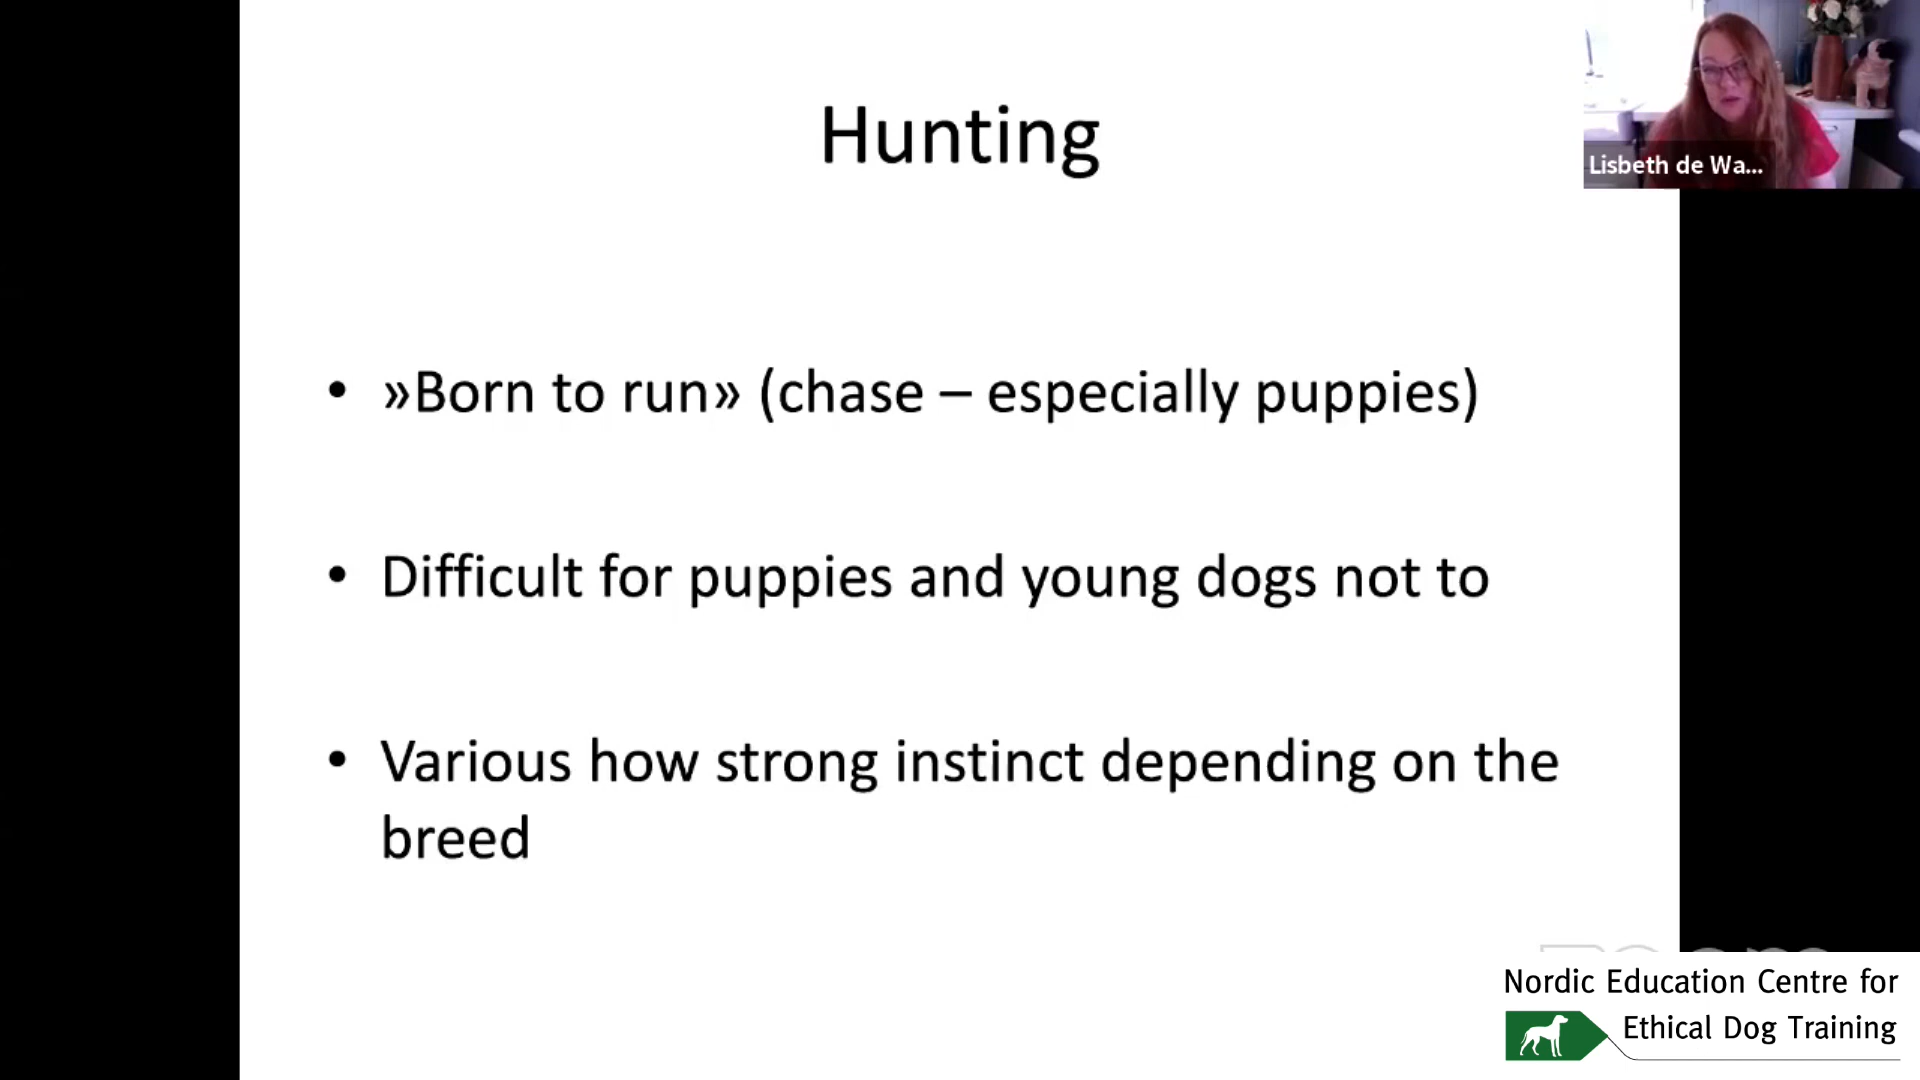 Hunting
Lisbeth de Wa...
• »Born to run» (chase – especially puppies)
• Difficult for puppies and young dogs not to
• Various how strong instinct depending on the
breed
Nordic Education Centre for
Ethical Dog Training